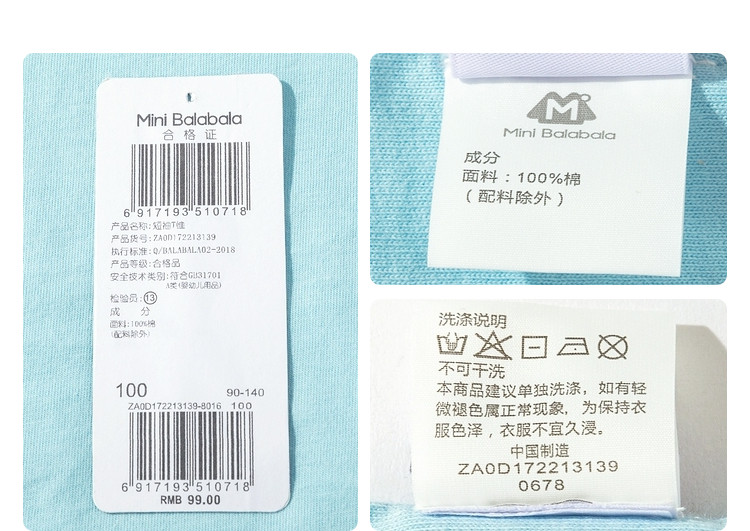 Mini Balabala
合格证
6 917193 510718
产品名称: 短袖T恤
产品货号: ZA0D172213139
执行标准: Q/BALABALA02-2018
产品等级: 合格品
安全技术类别: 符合GB31701
A类(婴幼儿用品)
检验员: 13
成 分
面料: 100%棉
(配料除外)
100 90-140
ZA0D172213139-8016 100
6 917193 510718
RMB 99.00
M
Mini Balabala
成分
面料：100%棉
（配料除外）
洗涤说明
不可干洗
本商品建议单独洗涤，如有轻
微褪色属正常现象，为保持衣
服色泽，衣服不宜久浸。
中国制造
ZA0D172213139
0678